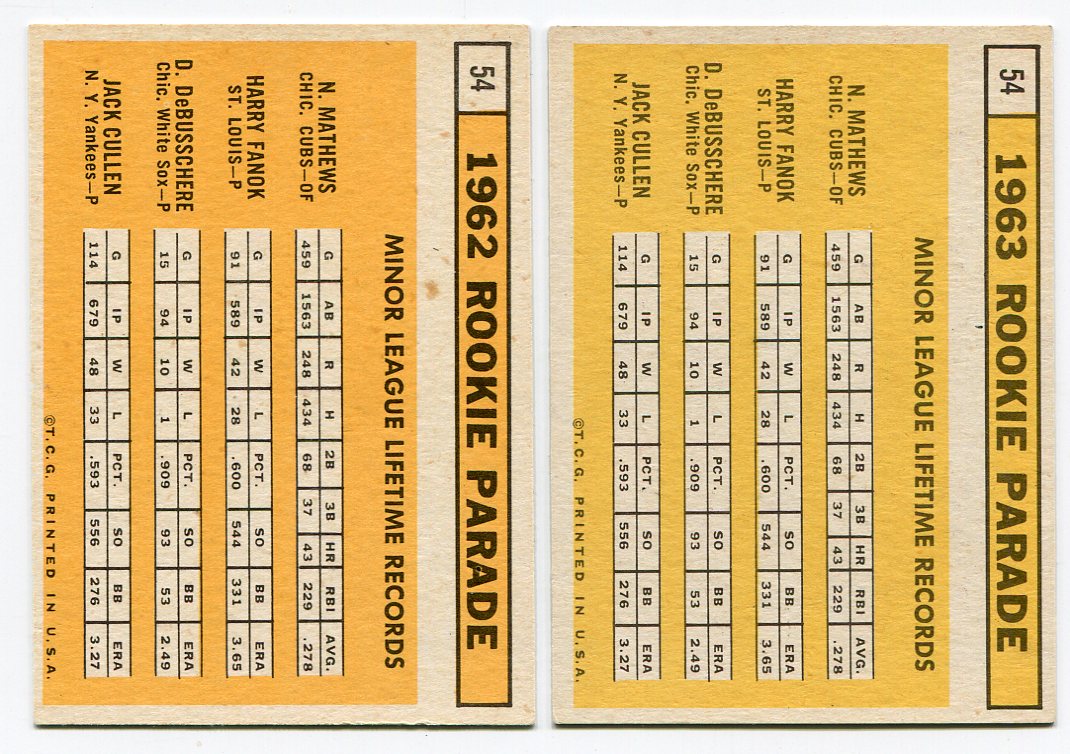 54
1962 ROOKIE PARADE
MINOR LEAGUE LIFETIME RECORDS
G AB R H 2B 3B HR RBI AVG.
N. MATHEWS
CHIC. CUBS—OF
459 1563 248 434 68 37 43 229 .278
G IP W L PCT. SO BB ERA
HARRY FANOK
ST. LOUIS—P
91 589 42 28 .600 544 331 3.65
G IP W L PCT. SO BB ERA
D. DeBUSSCHERE
Chic. White Sox—P
15 94 10 1 .909 93 53 2.49
G IP W L PCT. SO BB ERA
JACK CULLEN
N. Y. Yankees—P
114 679 48 33 .593 556 276 3.27
©T.C.G. PRINTED IN U.S.A.
54
1963 ROOKIE PARADE
MINOR LEAGUE LIFETIME RECORDS
G AB R H 2B 3B HR RBI AVG.
N. MATHEWS
CHIC. CUBS—OF
459 1563 248 434 68 37 43 229 .278
G IP W L PCT. SO BB ERA
HARRY FANOK
ST. LOUIS—P
91 589 42 28 .600 544 331 3.65
G IP W L PCT. SO BB ERA
D. DeBUSSCHERE
Chic. White Sox—P
15 94 10 1 .909 93 53 2.49
G IP W L PCT. SO BB ERA
JACK CULLEN
N. Y. Yankees—P
114 679 48 33 .593 556 276 3.27
©T.C.G. PRINTED IN U.S.A.